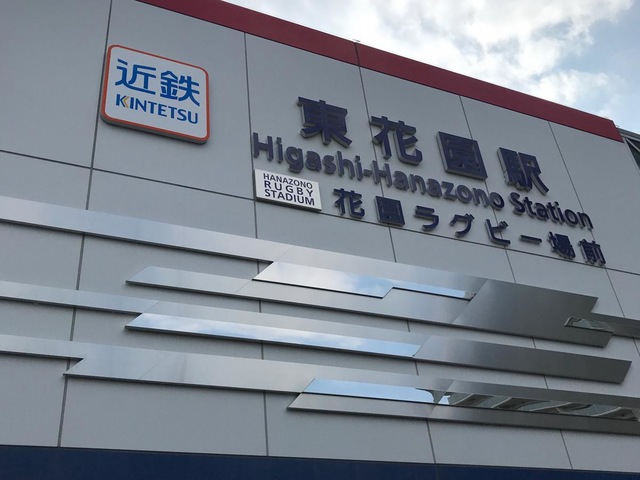 近鉄
KINTETSU
東花園駅
Higashi-Hanazono Station
HANAZONO
RUGBY
STADIUM
花園ラグビー場前